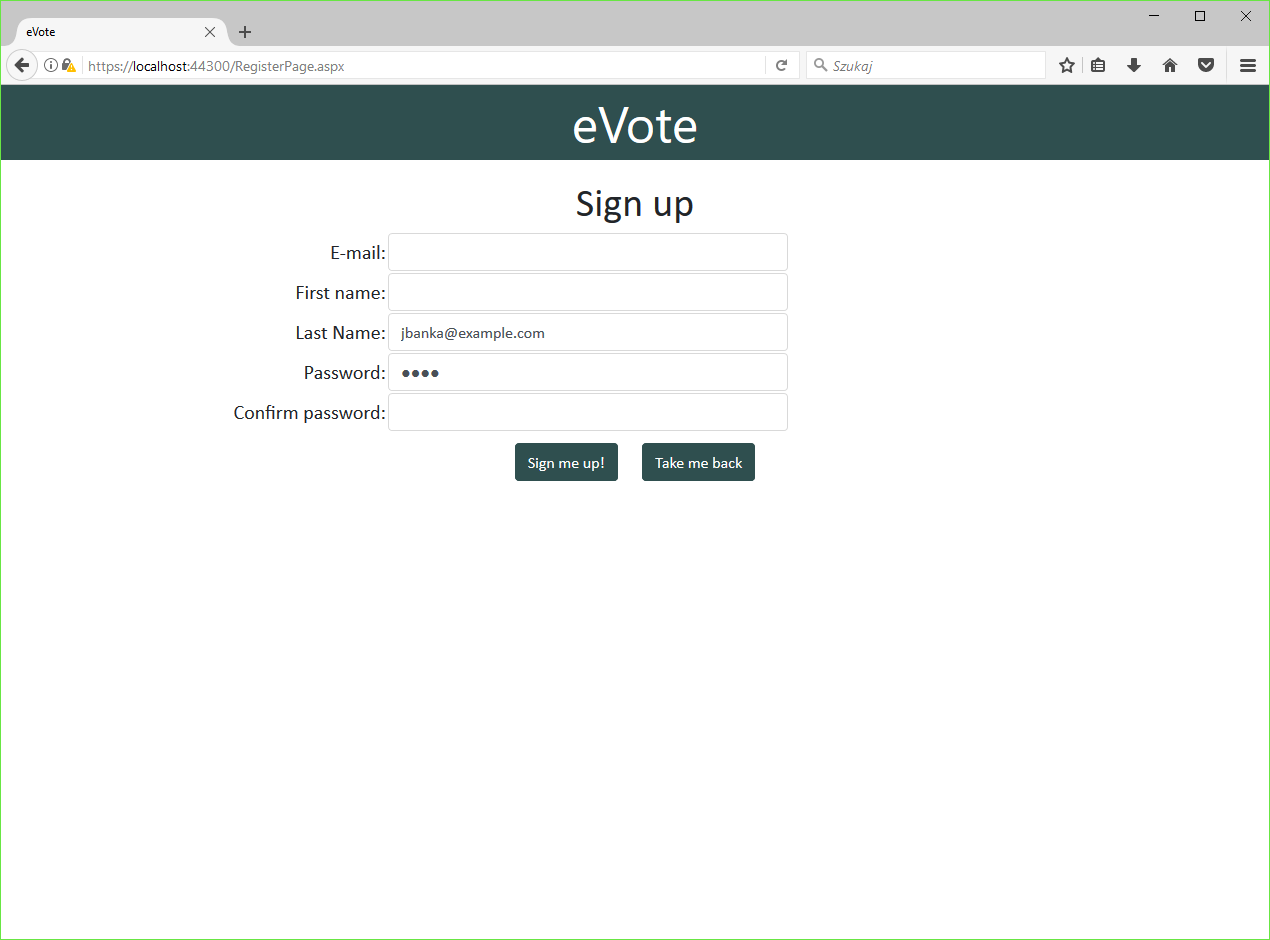 eVote
https://localhost:44300/RegisterPage.aspx
Szukaj
eVote
Sign up
E-mail:
First name:
Last Name: jbanka@example.com
Password: ●●●●
Confirm password:
Sign me up! Take me back